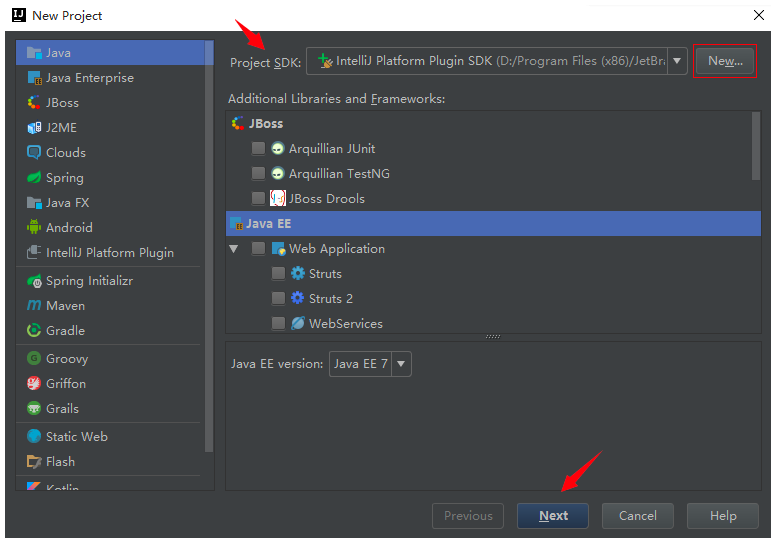 New Project
Java
Java Enterprise
JBoss
J2ME
Clouds
Spring
Java FX
Android
IntelliJ Platform Plugin
Spring Initializr
Maven
Gradle
Groovy
Griffon
Grails
Static Web
Flash
Kotlin
Project SDK: IntelliJ Platform Plugin SDK (D:/Program Files (x86)/JetBra New...
Additional Libraries and Frameworks:
JBoss
Arquillian JUnit
Arquillian TestNG
JBoss Drools
Java EE
Web Application
Struts
Struts 2
WebServices
Java EE version: Java EE 7
Previous Next Cancel Help